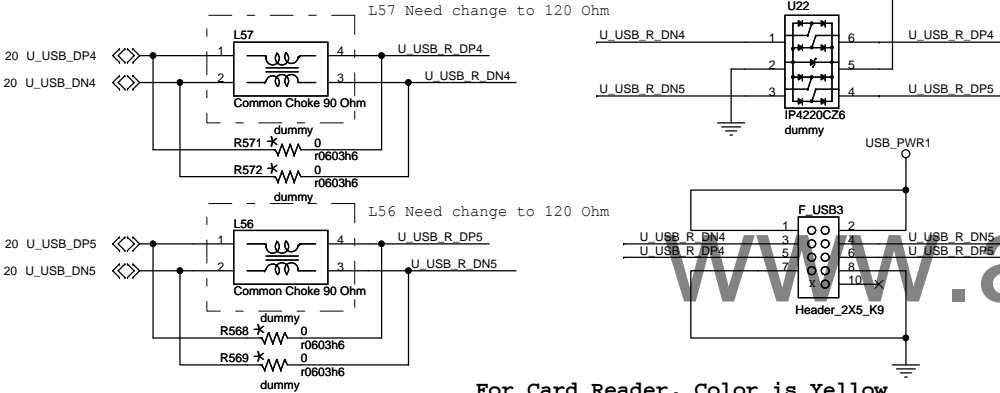 L57 Need change to 120 Ohm
L57
20 U_USB_DP4
1
4
U_USB_R_DP4
20 U_USB_DN4
2
3
U_USB_R_DN4
Common Choke 90 Ohm
dummy
R571
0
r0603h6
R572
0
r0603h6
dummy
L56 Need change to 120 Ohm
L56
20 U_USB_DP5
1
4
U_USB_R_DP5
20 U_USB_DN5
2
3
U_USB_R_DN5
Common Choke 90 Ohm
dummy
R568
0
r0603h6
R569
0
r0603h6
dummy
U22
U_USB_R_DN4
1
6
U_USB_R_DP4
2
5
U_USB_R_DN5
3
4
U_USB_R_DP5
IP4220CZ6
dummy
USB_PWR1
F_USB3
1
2
U_USB_R_DN4
3
4
U_USB_R_DN5
U_USB_R_DP4
5
6
U_USB_R_DP5
7
8
X
10
Header_2X5_K9
www.a
For Card Reader. Color is Yellow